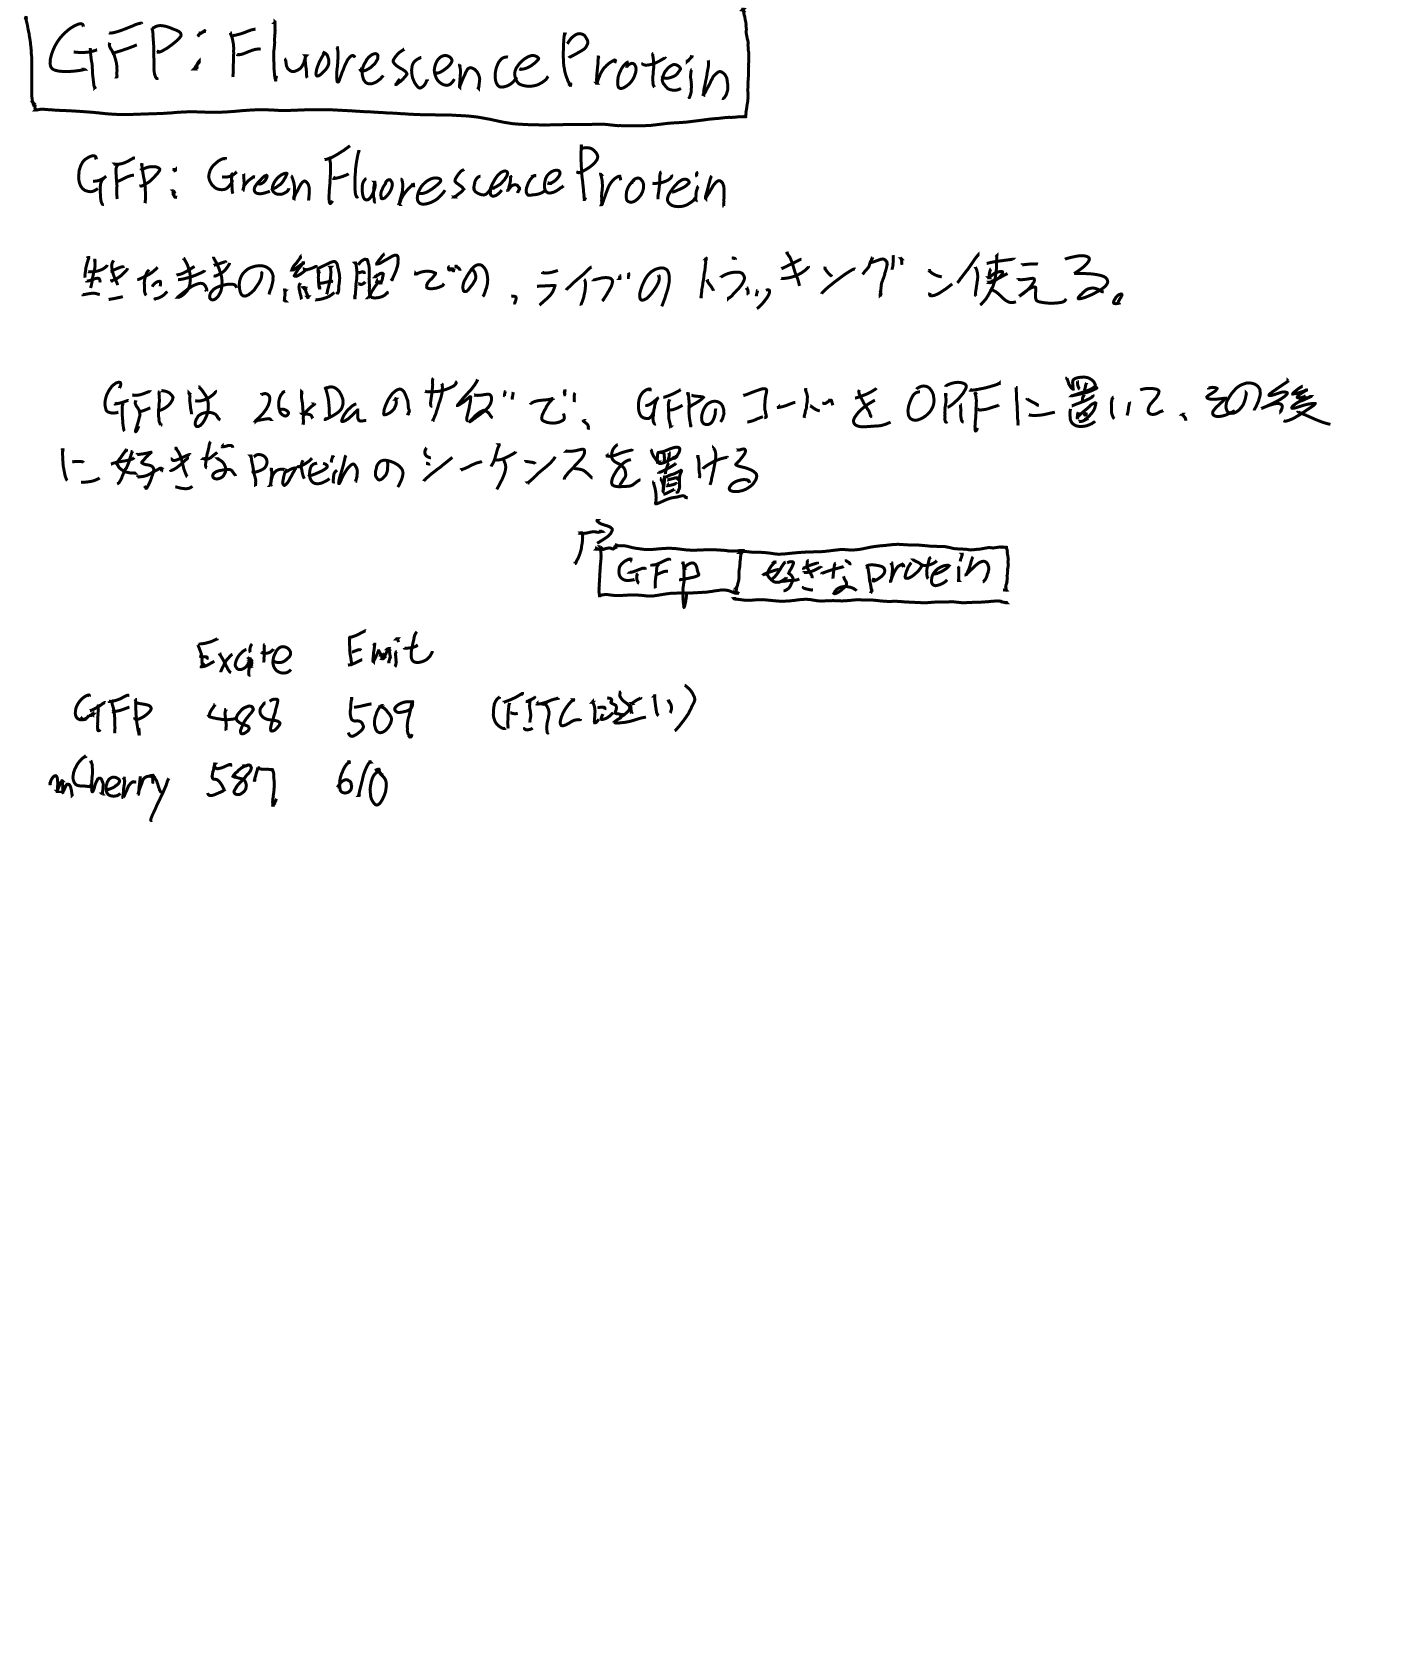 GFP: Fluorescence Protein
GFP: Green Fluorescence Protein
生きたままの細胞での、ライブのトラッキングに使える。
GFPは 26kDaのサイズで、GFPのコードをORFに置いて、その後
に好きなProteinのシーケンスを置ける
GFP 好きなprotein
Excite Emit
GFP 488 509 (FITCに近い)
mCherry 587 610